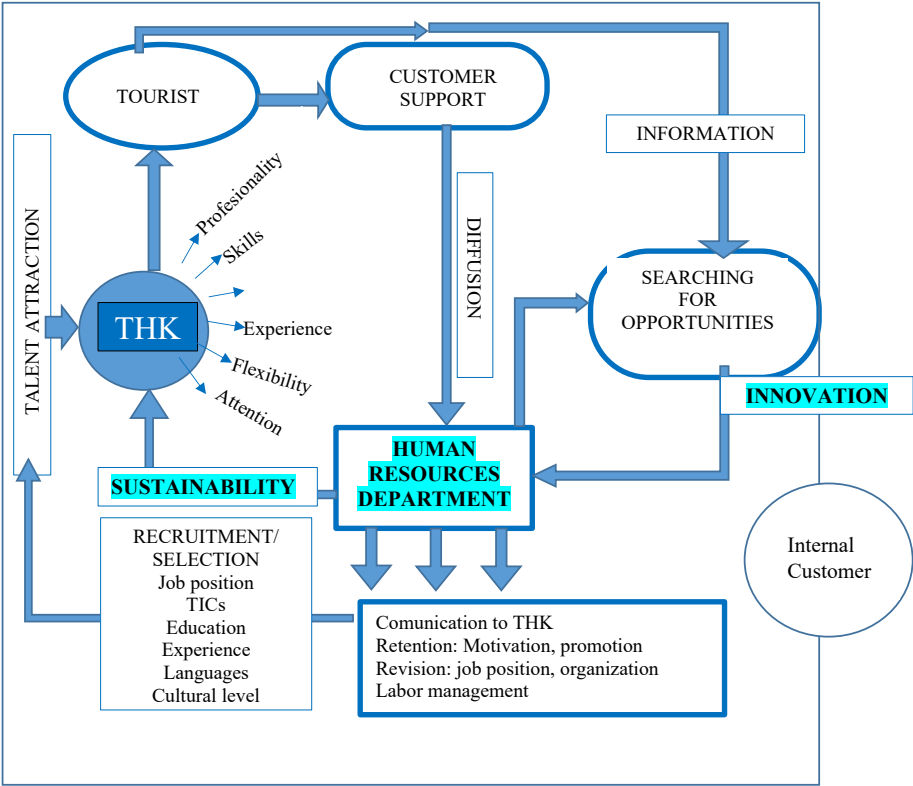 TOURIST
CUSTOMER
SUPPORT
INFORMATION
TALENT ATTRACTION
Profesionality
Skills
Experience
Flexibility
Attention
THK
DIFFUSION
SEARCHING
FOR
OPPORTUNITIES
INNOVATION
HUMAN
RESOURCES
DEPARTMENT
SUSTAINABILITY
RECRUITMENT/
SELECTION
Job position
TICs
Education
Experience
Languages
Cultural level
Comunication to THK
Retention: Motivation, promotion
Revision: job position, organization
Labor management
Internal
Customer